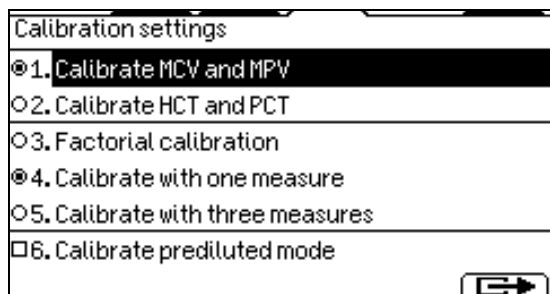 Calibration settings
1. Calibrate MCV and MPV
2. Calibrate HCT and PCT
3. Factorial calibration
4. Calibrate with one measure
5. Calibrate with three measures
6. Calibrate prediluted mode